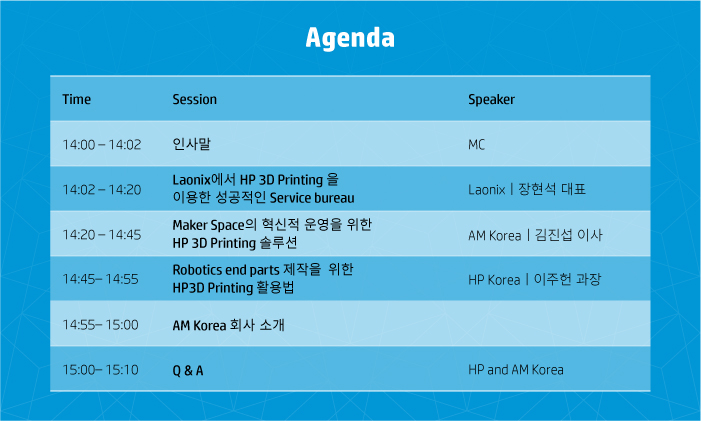 Agenda
Time Session Speaker
14:00 – 14:02 인사말 MC
14:02 – 14:20 Laonix에서 HP 3D Printing 을
이용한 성공적인 Service bureau Laonix | 장현석 대표
14:20 – 14:45 Maker Space의 혁신적 운영을 위한
HP 3D Printing 솔루션 AM Korea | 김진섭 이사
14:45– 14:55 Robotics end parts 제작을 위한
HP3D Printing 활용법 HP Korea | 이주헌 과장
14:55– 15:00 AM Korea 회사 소개
15:00– 15:10 Q & A HP and AM Korea